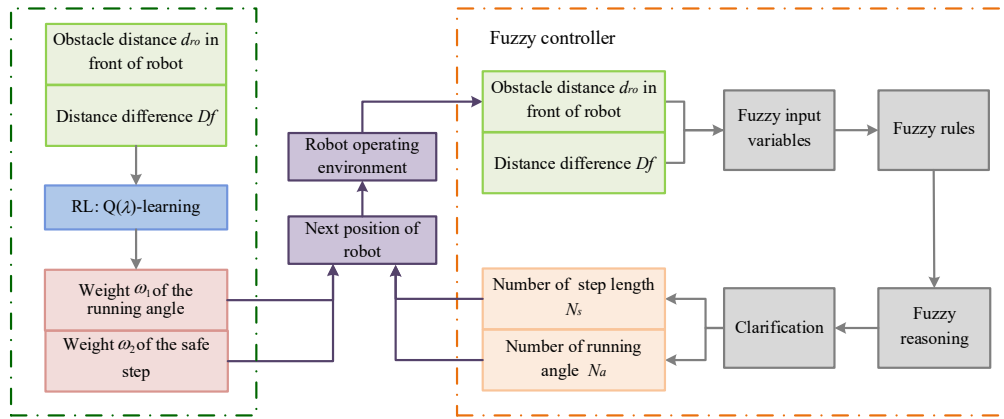 Obstacle distance dro in
front of robot
Distance difference Df
RL: Q(λ)-learning
Weight ω1 of the
running angle
Weight ω2 of the safe
step
Robot operating
environment
Next position of
robot
Fuzzy controller
Obstacle distance dro in
front of robot
Distance difference Df
Fuzzy input
variables
Fuzzy rules
Fuzzy
reasoning
Clarification
Number of step length
Ns
Number of running
angle Na